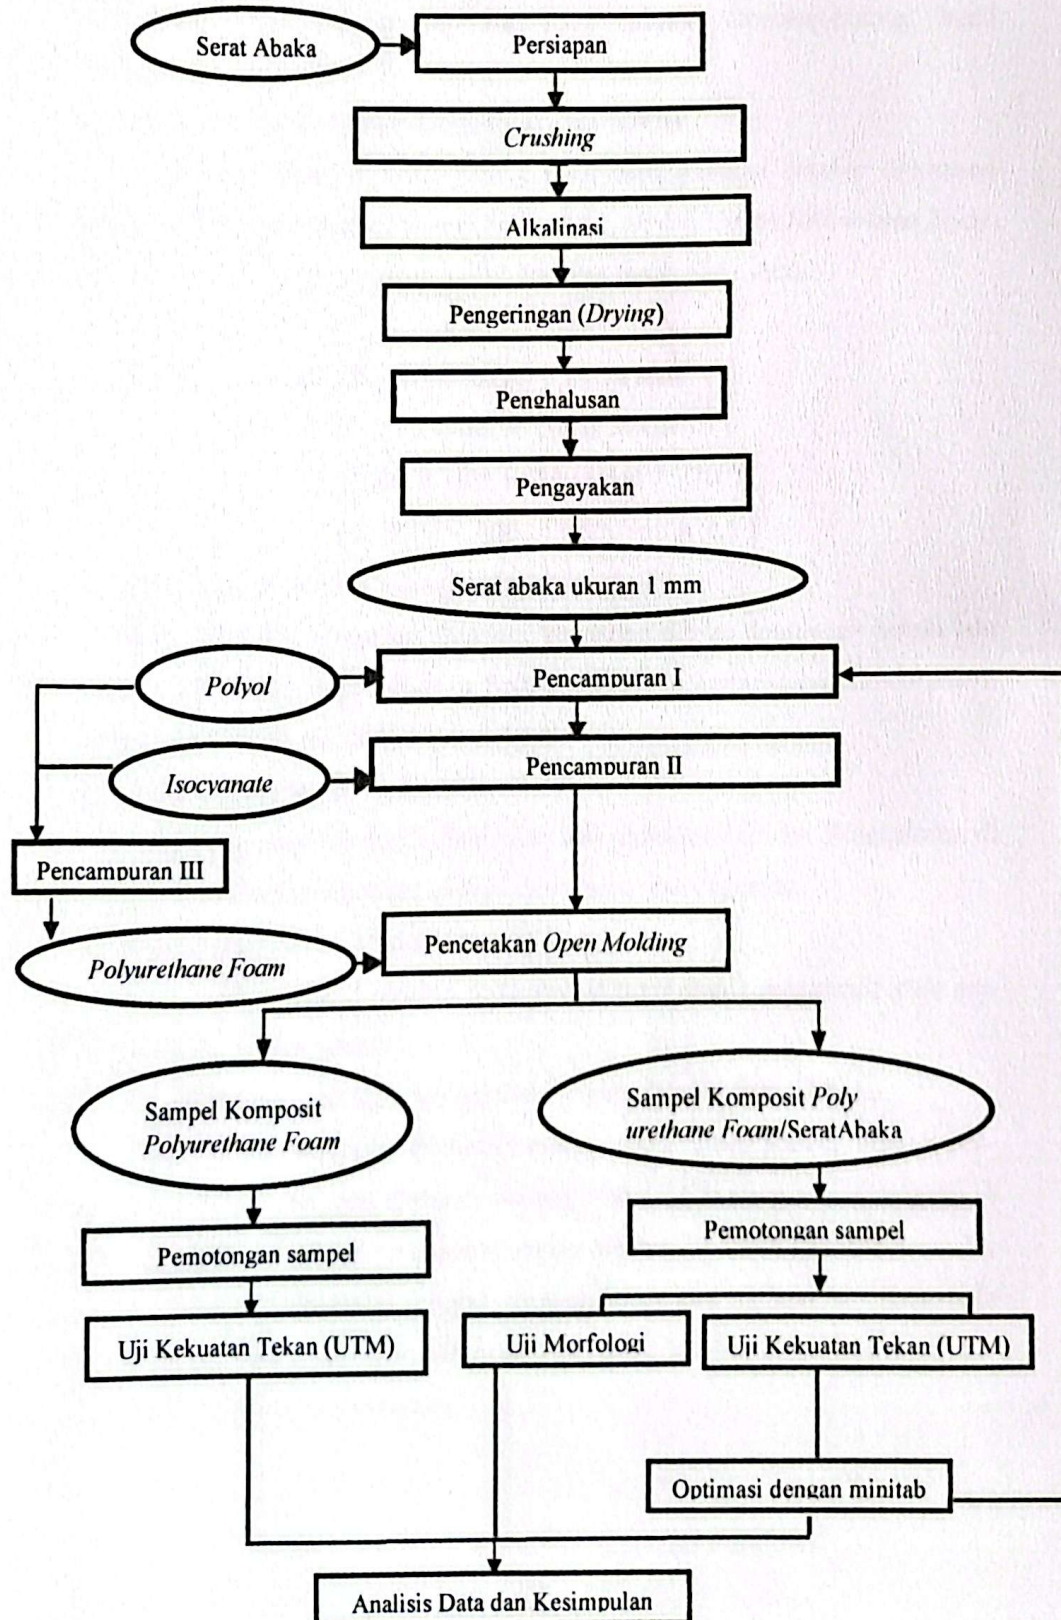 Serat Abaka
Persiapan
Crushing
Alkalinasi
Pengeringan (Drying)
Penghalusan
Pengayakan
Serat abaka ukuran 1 mm
Polyol
Pencampuran I
Isocyanate
Pencampuran II
Pencampuran III
Polyurethane Foam
Pencetakan Open Molding
Sampel Komposit
Polyurethane Foam
Sampel Komposit Poly
urethane Foam/SeratAbaka
Pemotongan sampel
Pemotongan sampel
Uji Kekuatan Tekan (UTM)
Uji Morfologi
Uji Kekuatan Tekan (UTM)
Optimasi dengan minitab
Analisis Data dan Kesimpulan